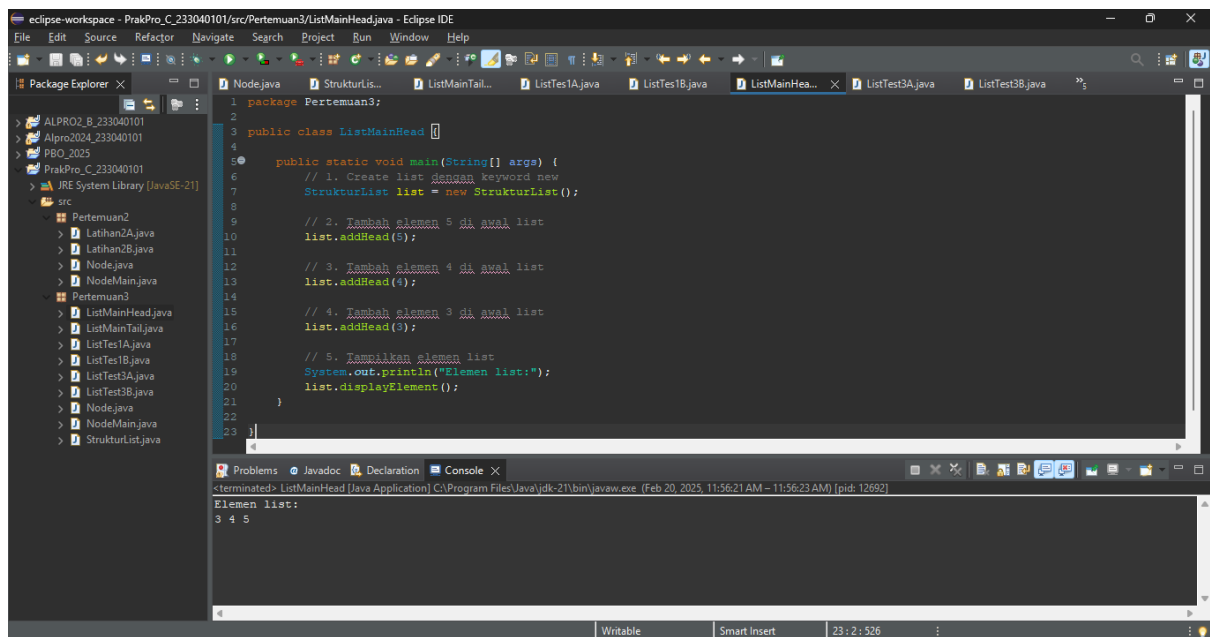 eclipse-workspace - PrakPro_C_233040101/src/Pertemuan3/ListMainHead.java - Eclipse IDE
File Edit Source Refactor Navigate Search Project Run Window Help
Package Explorer
Node.java StrukturLis... ListMainTail... ListTes1A.java ListTes1B.java ListMainHea... ListTest3A.java ListTest3B.java 5
ALPRO2_B_233040101
Alpro2024_233040101
PBO_2025
PrakPro_C_233040101
JRE System Library [JavaSE-21]
src
Pertemuan2
Latihan2A.java
Latihan2B.java
Node.java
NodeMain.java
Pertemuan3
ListMainHead.java
ListMainTail.java
ListTes1A.java
ListTes1B.java
ListTest3A.java
ListTest3B.java
Node.java
NodeMain.java
StrukturList.java
1 package Pertemuan3;
2
3 public class ListMainHead {
4
5 public static void main(String[] args) {
6 // 1. Create list dengan keyword new
7 StrukturList list = new StrukturList();
8
9 // 2. Tambah elemen 5 di awal list
10 list.addHead(5);
11
12 // 3. Tambah elemen 4 di awal list
13 list.addHead(4);
14
15 // 4. Tambah elemen 3 di awal list
16 list.addHead(3);
17
18 // 5. Tampilkan elemen list
19 System.out.println("Elemen list:");
20 list.displayElement();
21 }
22
23 }
Problems Javadoc Declaration Console
<terminated> ListMainHead [Java Application] C:\Program Files\Java\jdk-21\bin\javaw.exe (Feb 20, 2025, 11:56:21 AM – 11:56:23 AM) [pid: 12692]
Elemen list:
3 4 5
Writable Smart Insert 23 : 2 : 526